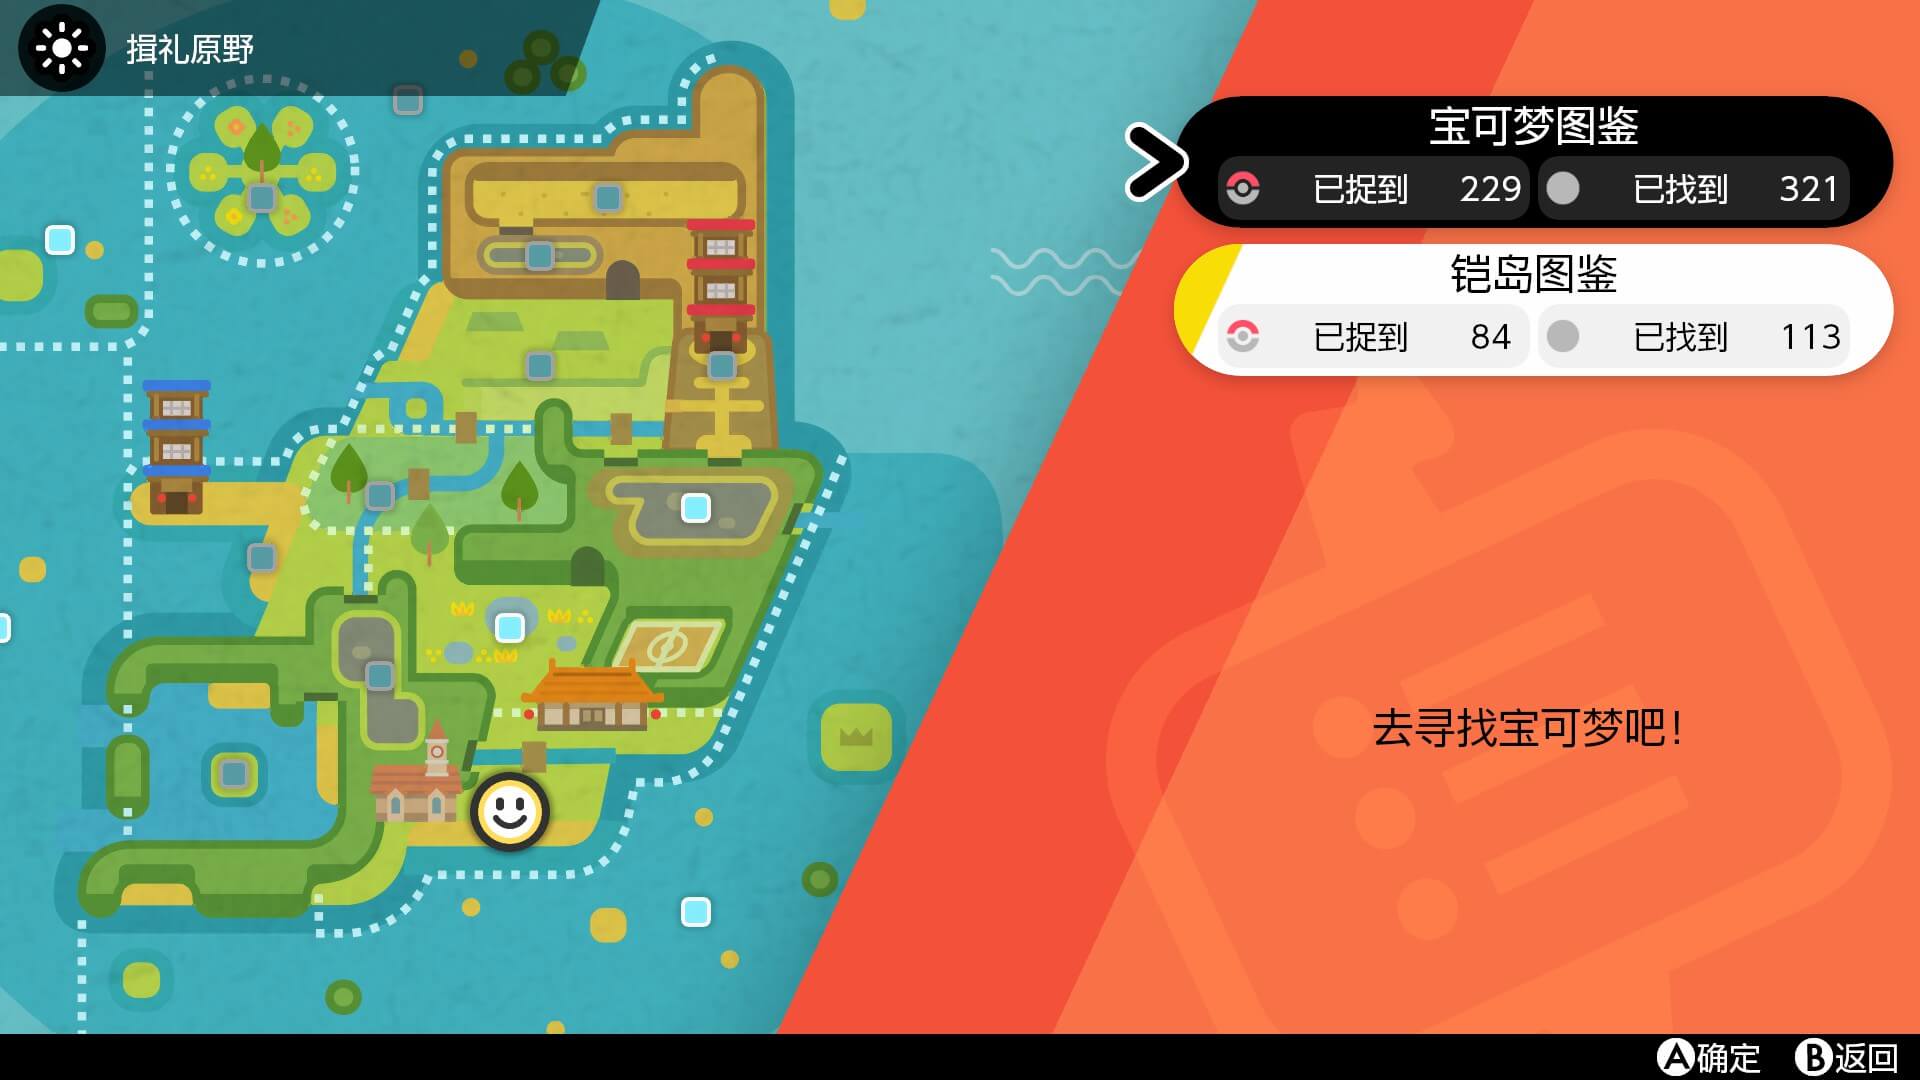 揖礼原野
宝可梦图鉴
已捉到 229 已找到 321
铠岛图鉴
已捉到 84 已找到 113
去寻找宝可梦吧！
A确定 B返回